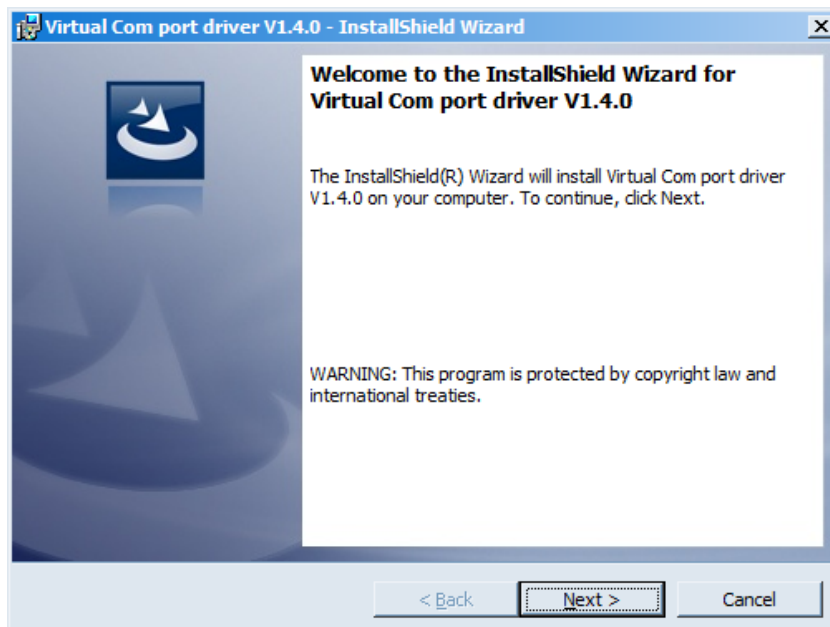 Virtual Com port driver V1.4.0 - InstallShield Wizard
Welcome to the InstallShield Wizard for
Virtual Com port driver V1.4.0
The InstallShield(R) Wizard will install Virtual Com port driver
V1.4.0 on your computer. To continue, click Next.
WARNING: This program is protected by copyright law and
international treaties.
< Back Next > Cancel